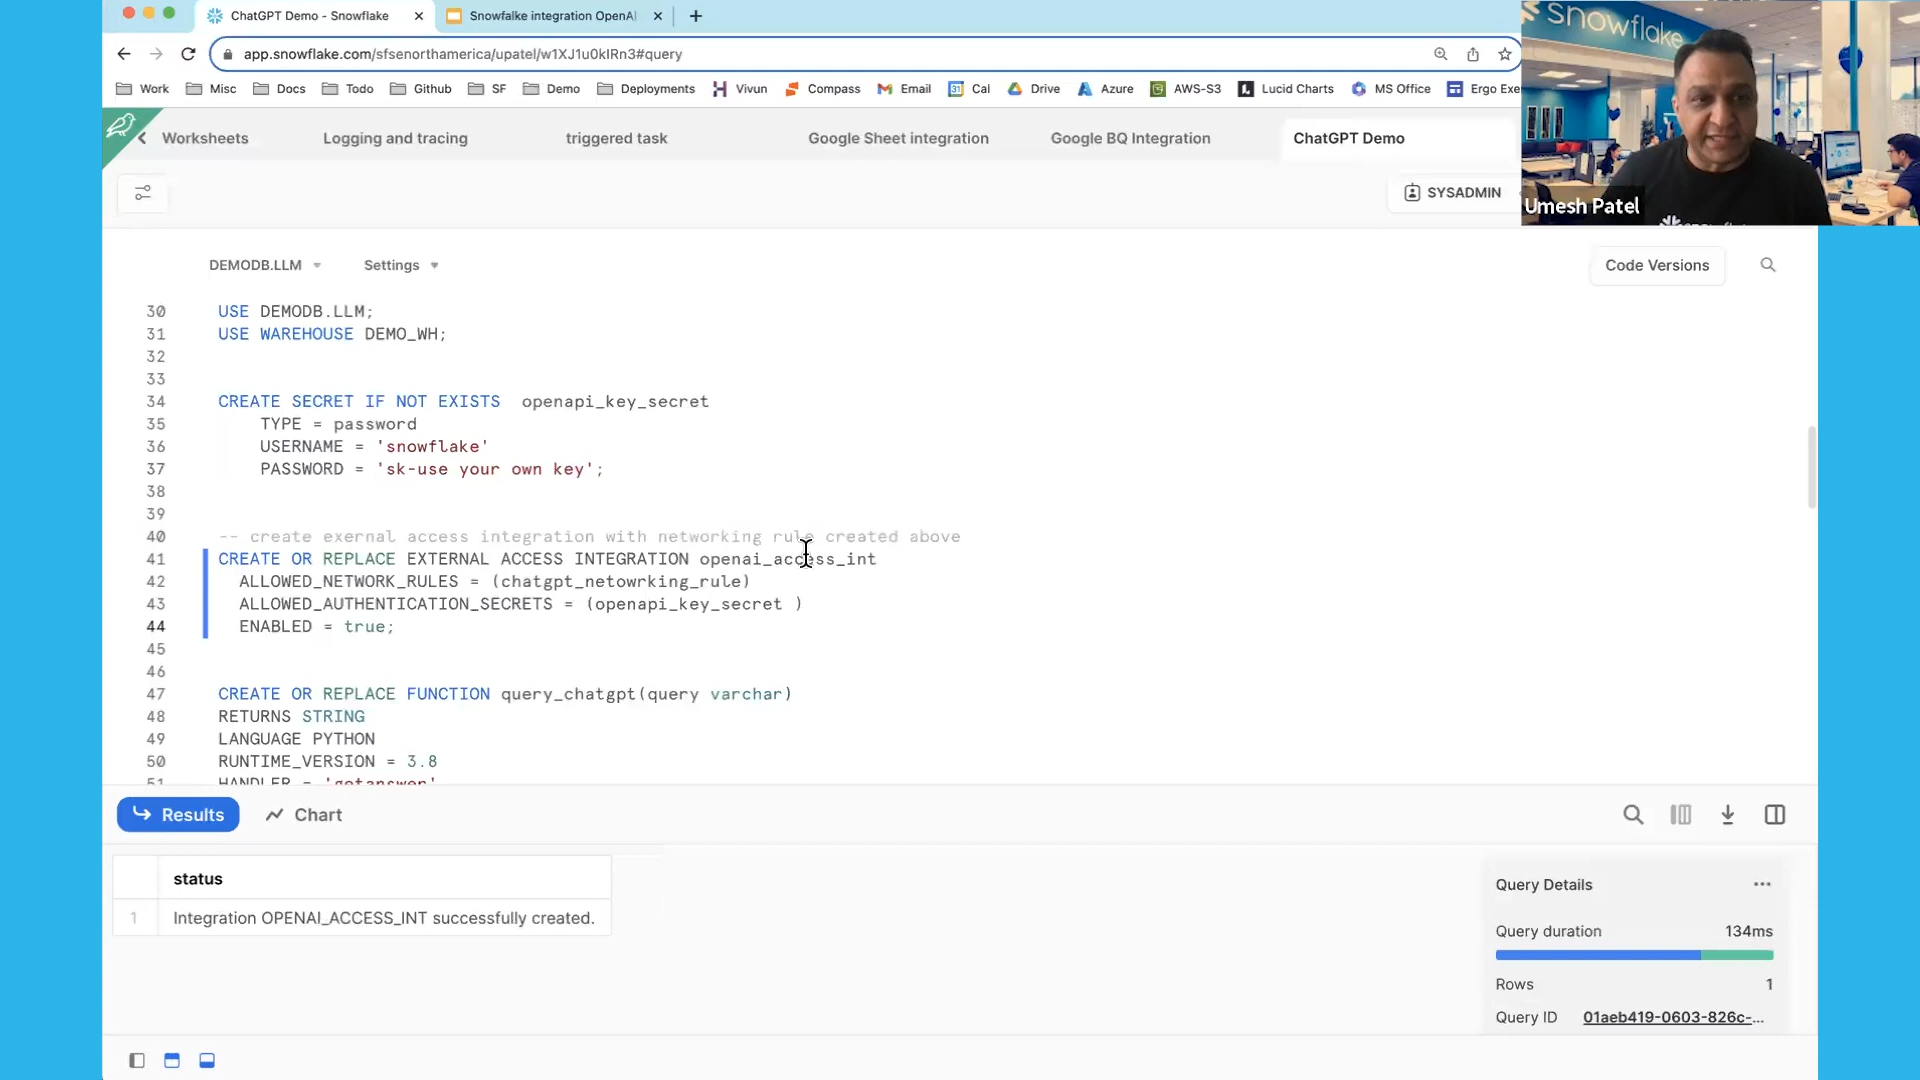 ChatGPT Demo - Snowflake
Snowfalke integration OpenAI
app.snowflake.com/sfsenorthamerica/upatel/w1XJ1u0kIRn3#query
Work Misc Docs Todo Github SF Demo Deployments Vivun Compass Email Cal Drive Azure AWS-S3 Lucid Charts MS Office Ergo Exe
snowflake
Umesh Patel
Worksheets Logging and tracing triggered task Google Sheet integration Google BQ Integration ChatGPT Demo
SYSADMIN
DEMODB.LLM Settings Code Versions
30 USE DEMODB.LLM;
31 USE WAREHOUSE DEMO_WH;
32
33
34 CREATE SECRET IF NOT EXISTS openapi_key_secret
35 TYPE = password
36 USERNAME = 'snowflake'
37 PASSWORD = 'sk-use your own key';
38
39
40 -- create exernal access integration with networking rule created above
41 CREATE OR REPLACE EXTERNAL ACCESS INTEGRATION openai_access_int
42 ALLOWED_NETWORK_RULES = (chatgpt_netowrking_rule)
43 ALLOWED_AUTHENTICATION_SECRETS = (openapi_key_secret )
44 ENABLED = true;
45
46
47 CREATE OR REPLACE FUNCTION query_chatgpt(query varchar)
48 RETURNS STRING
49 LANGUAGE PYTHON
50 RUNTIME_VERSION = 3.8
51 HANDLER = 'getanswer'
Results Chart
status
1 Integration OPENAI_ACCESS_INT successfully created.
Query Details
Query duration 134ms
Rows 1
Query ID 01aeb419-0603-826c-...